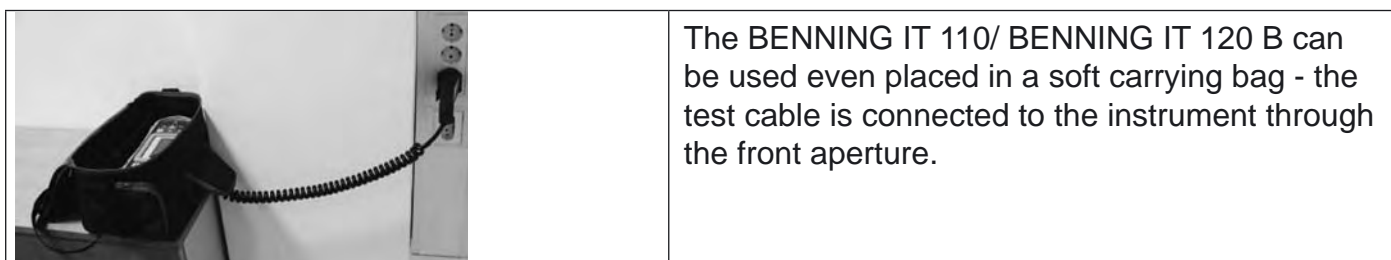 The BENNING IT 110/ BENNING IT 120 B can
be used even placed in a soft carrying bag - the
test cable is connected to the instrument through
the front aperture.